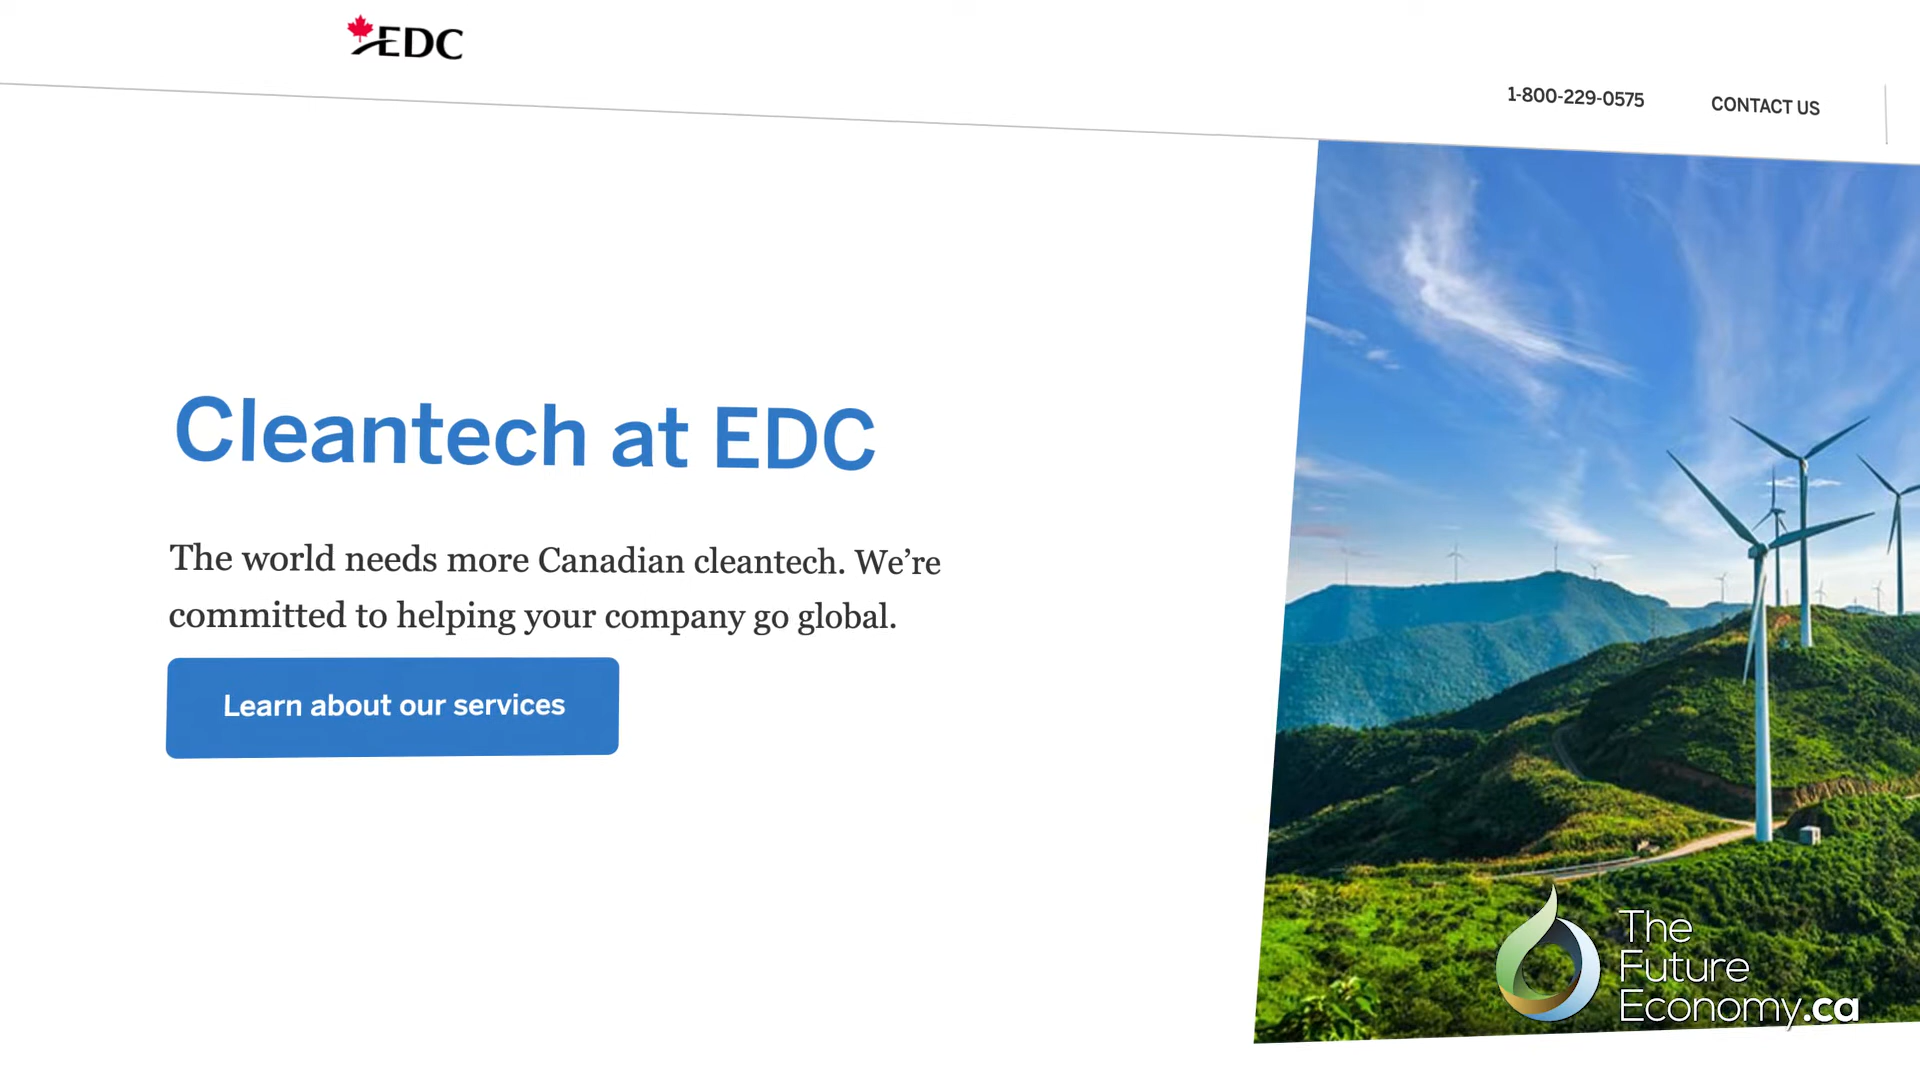 EDC
1-800-229-0575
CONTACT US
Cleantech at EDC
The world needs more Canadian cleantech. We’re
committed to helping your company go global.
Learn about our services
The
Future
Economy.ca